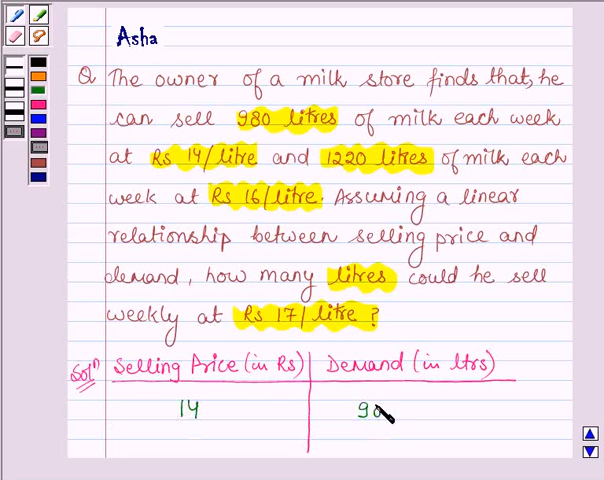 Asha
Q The owner of a milk store finds that, he
can sell 980 litres of milk each week
at Rs 14/litre and 1220 litres of milk each
week at Rs 16/litre. Assuming a linear
relationship between selling price and
demand, how many litres could he sell
weekly at Rs 17/litre?
Solⁿ Selling Price (in Rs) Demand (in ltrs)
14